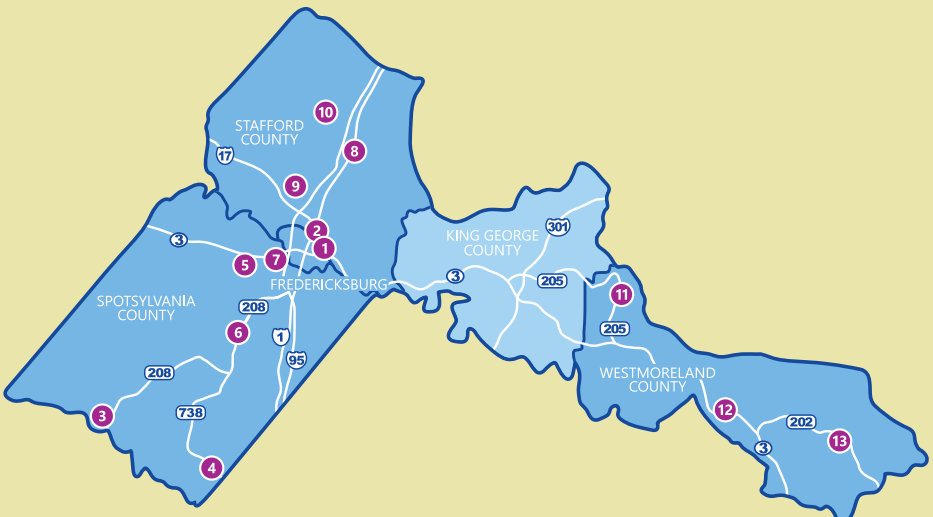 10
STAFFORD
COUNTY
8
17
9
2
301
3
1
KING GEORGE
COUNTY
7
5
3
205
FREDERICKSBURG
11
SPOTSYLVANIA
COUNTY
208
6
1
205
95
208
WESTMORELAND
COUNTY
3
738
12
202
13
3
4